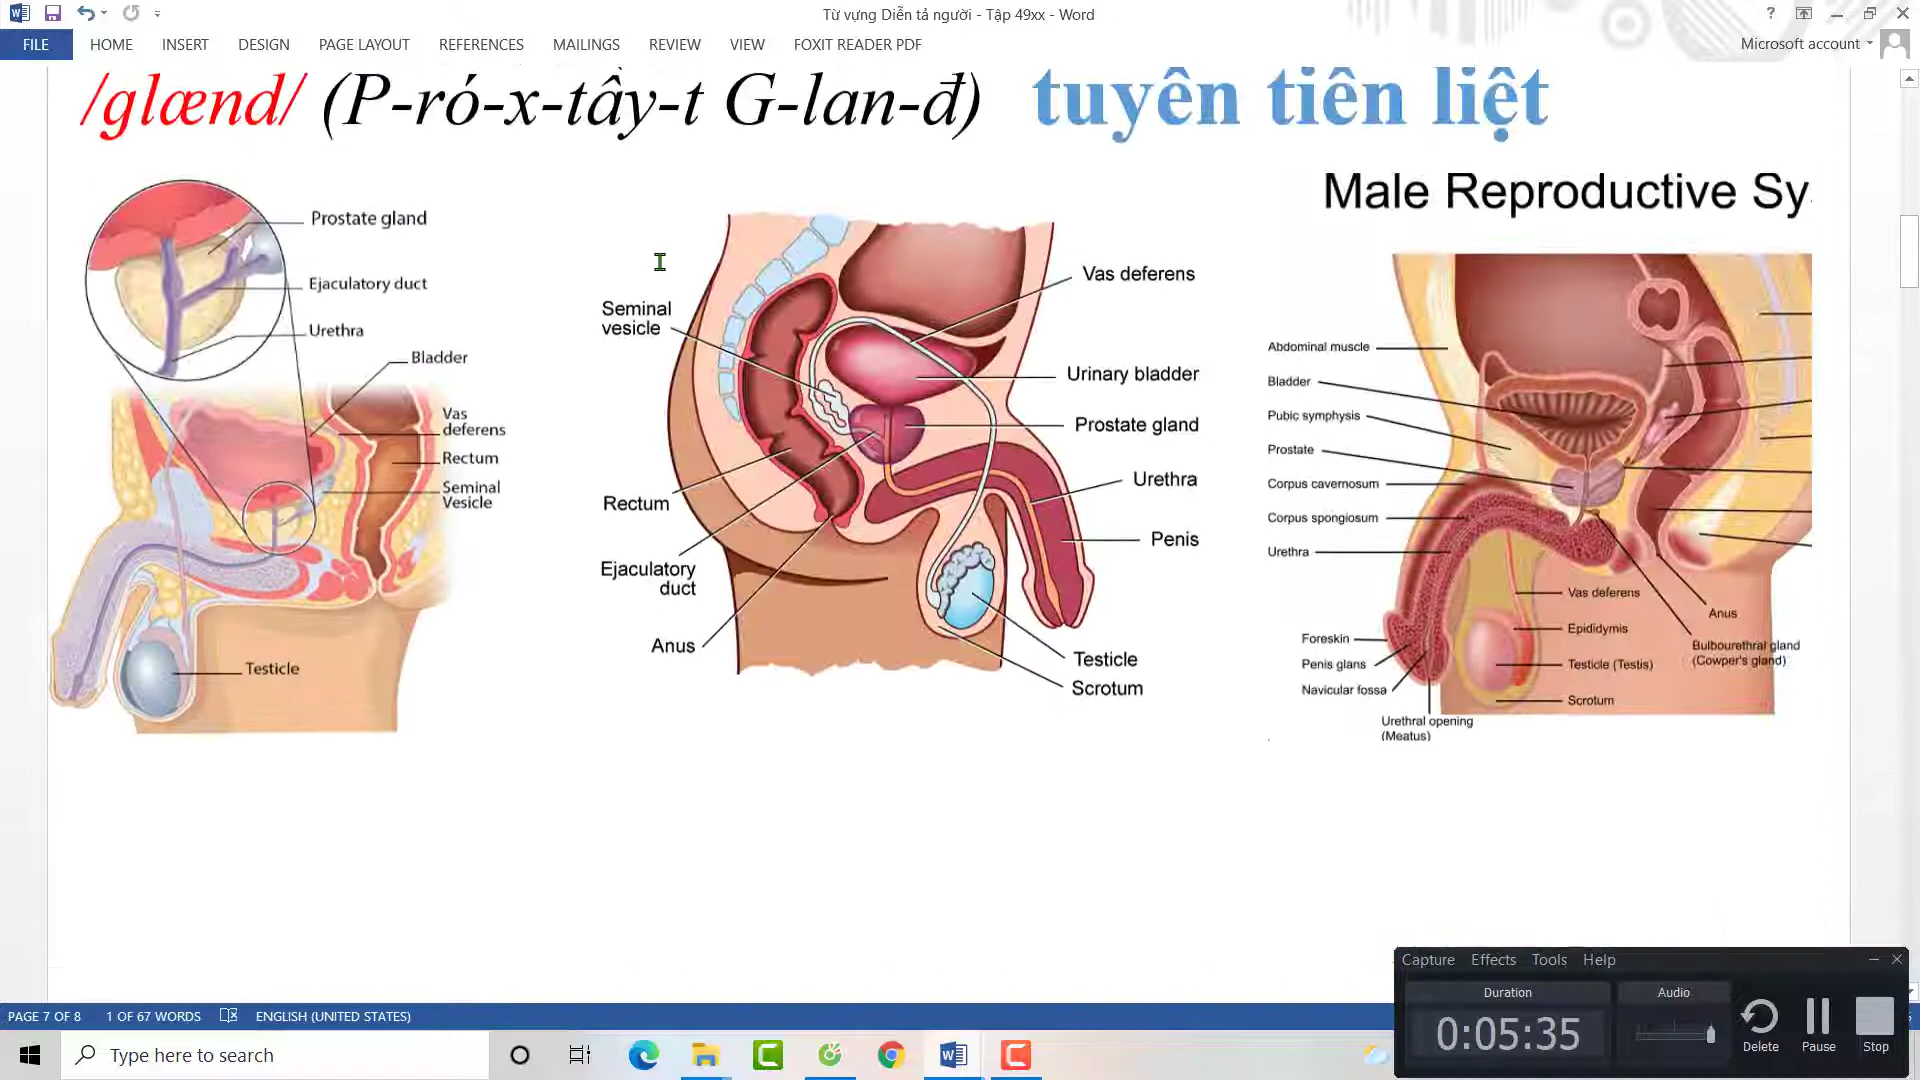 Từ vựng Diễn tả người - Tập 49xx - Word
FILE HOME INSERT DESIGN PAGE LAYOUT REFERENCES MAILINGS REVIEW VIEW FOXIT READER PDF
Microsoft account
/glænd/ (P-ró-x-tầy-t G-lan-đ) tuyên tiên liệt
Prostate gland
Ejaculatory duct
Urethra
Bladder
Vas
deferens
Rectum
Seminal
Vesicle
Testicle
Seminal
vesicle
Rectum
Ejaculatory
duct
Anus
Vas deferens
Urinary bladder
Prostate gland
Urethra
Penis
Testicle
Scrotum
Male Reproductive Sy
Abdominal muscle
Bladder
Pubic symphysis
Prostate
Corpus cavernosum
Corpus spongiosum
Urethra
Foreskin
Penis glans
Navicular fossa
Urethral opening
(Meatus)
Vas deferens
Epididymis
Testicle (Testis)
Scrotum
Anus
Bulbourethral gland
(Cowper's gland)
Capture Effects Tools Help
Duration
Audio
0:05:35
Delete Pause Stop
PAGE 7 OF 8 1 OF 67 WORDS ENGLISH (UNITED STATES)
Type here to search